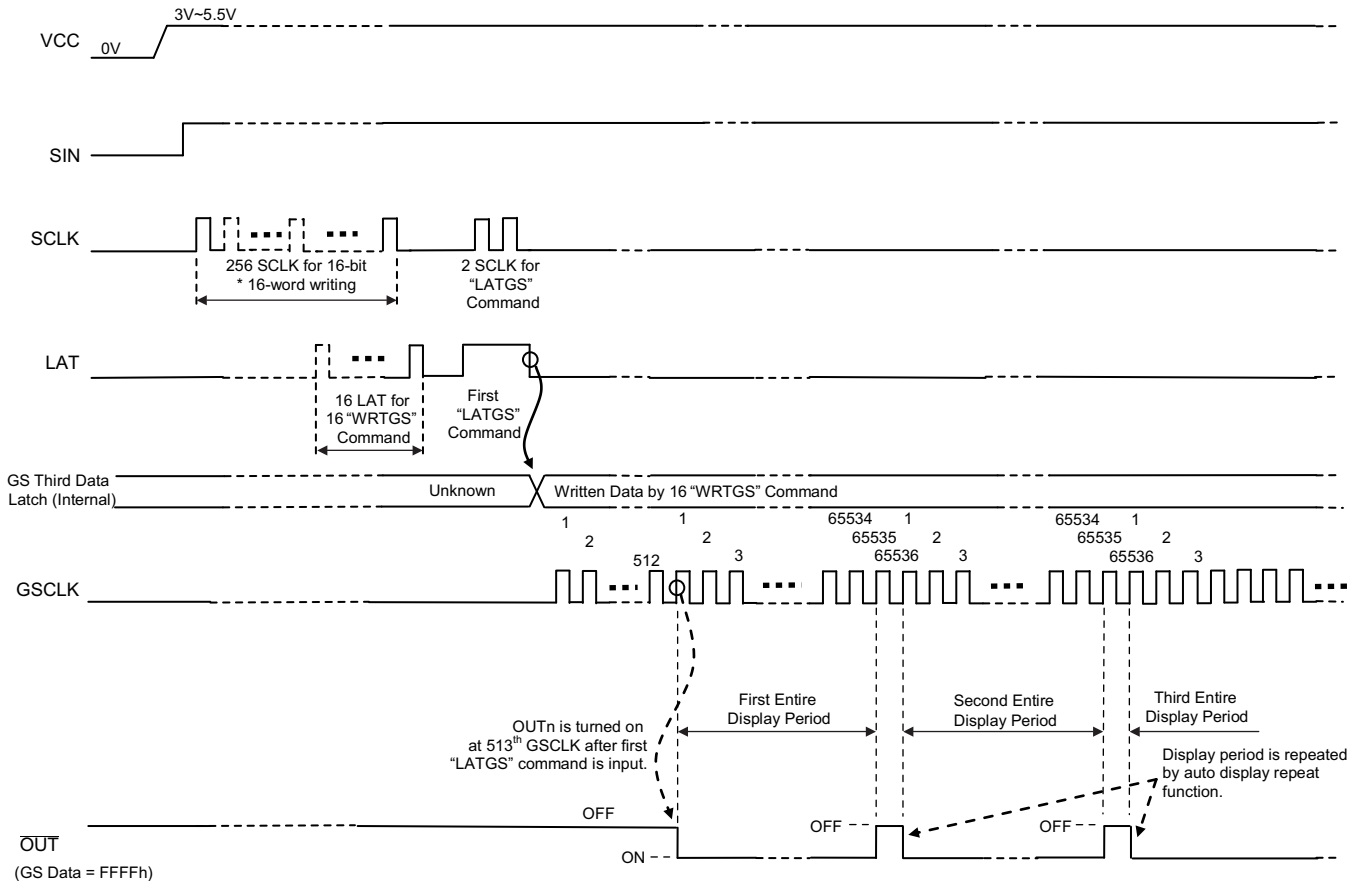 3V~5.5V
VCC
0V
SIN
SCLK
256 SCLK for 16-bit
* 16-word writing
2 SCLK for
“LATGS”
Command
LAT
16 LAT for
16 “WRTGS”
Command
First
“LATGS”
Command
GS Third Data
Latch (Internal)
Unknown
Written Data by 16 “WRTGS” Command
1
2
512
1
2
3
65534
65535
65536
1
2
3
65534
65535
65536
1
2
3
GSCLK
First Entire
Display Period
Second Entire
Display Period
Third Entire
Display Period
OUTn is turned on
at 513th GSCLK after first
“LATGS” command is input.
Display period is repeated
by auto display repeat
function.
OFF
OFF
OFF
ON
OUT
(GS Data = FFFFh)